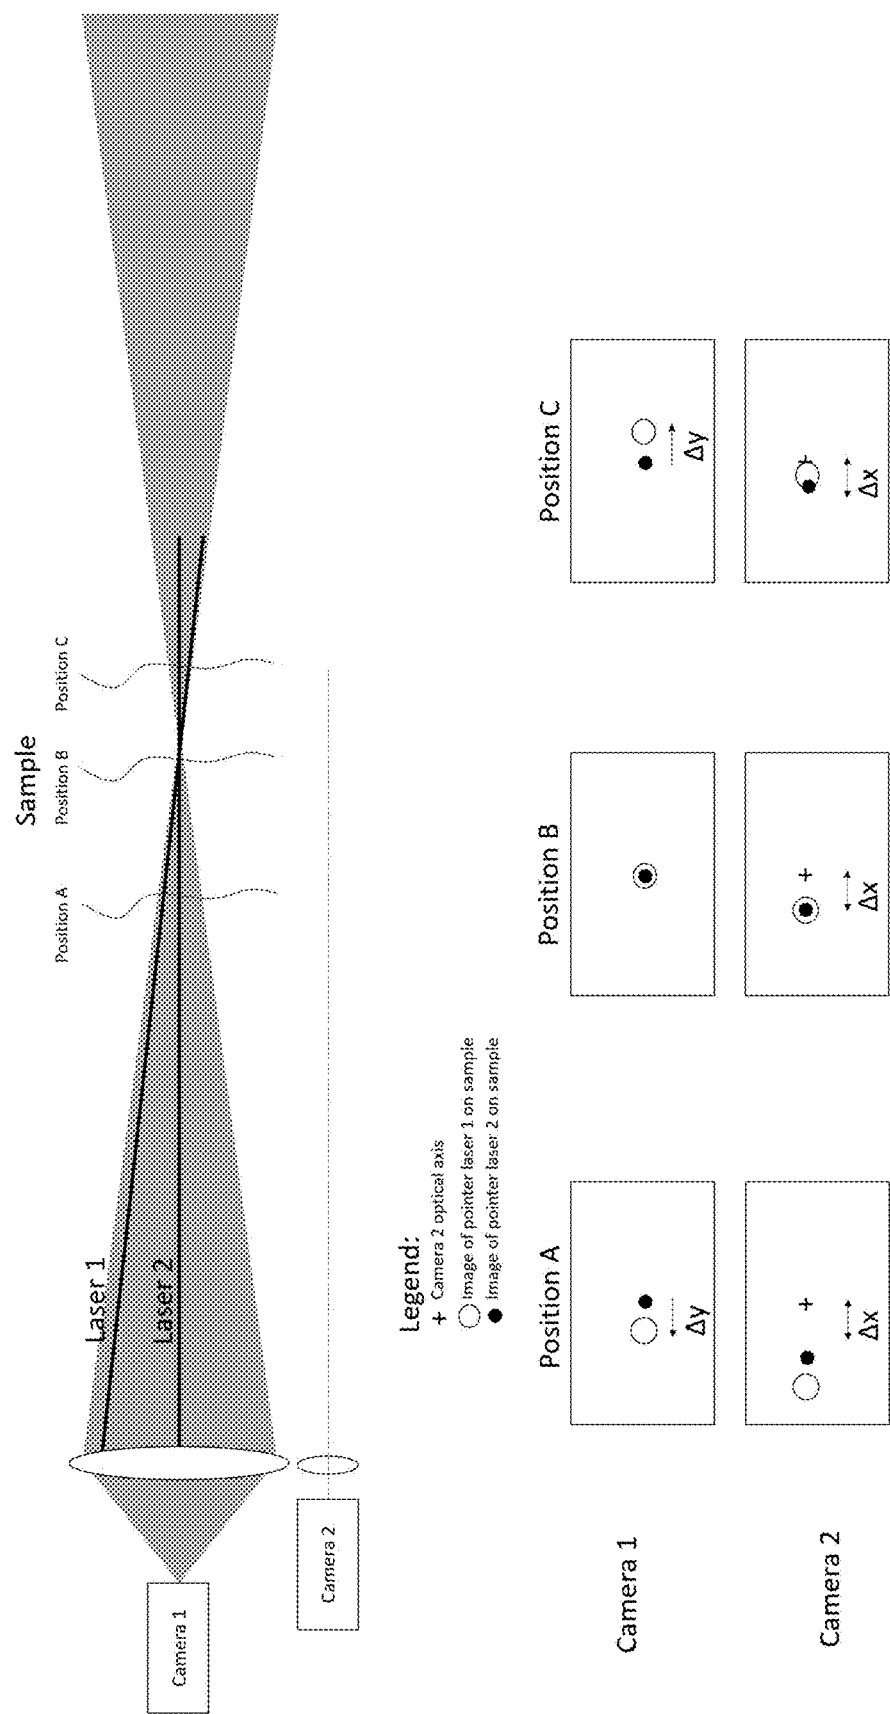 Sample
Position A
Position B
Position C
Laser 1
Laser 2
Camera 1
Camera 2
Legend:
+ Camera 2 optical axis
Image of pointer laser 1 on sample
Image of pointer laser 2 on sample
Position A
Position B
Position C
Camera 1
Δy
Δy
Camera 2
Δx
Δx
Δx